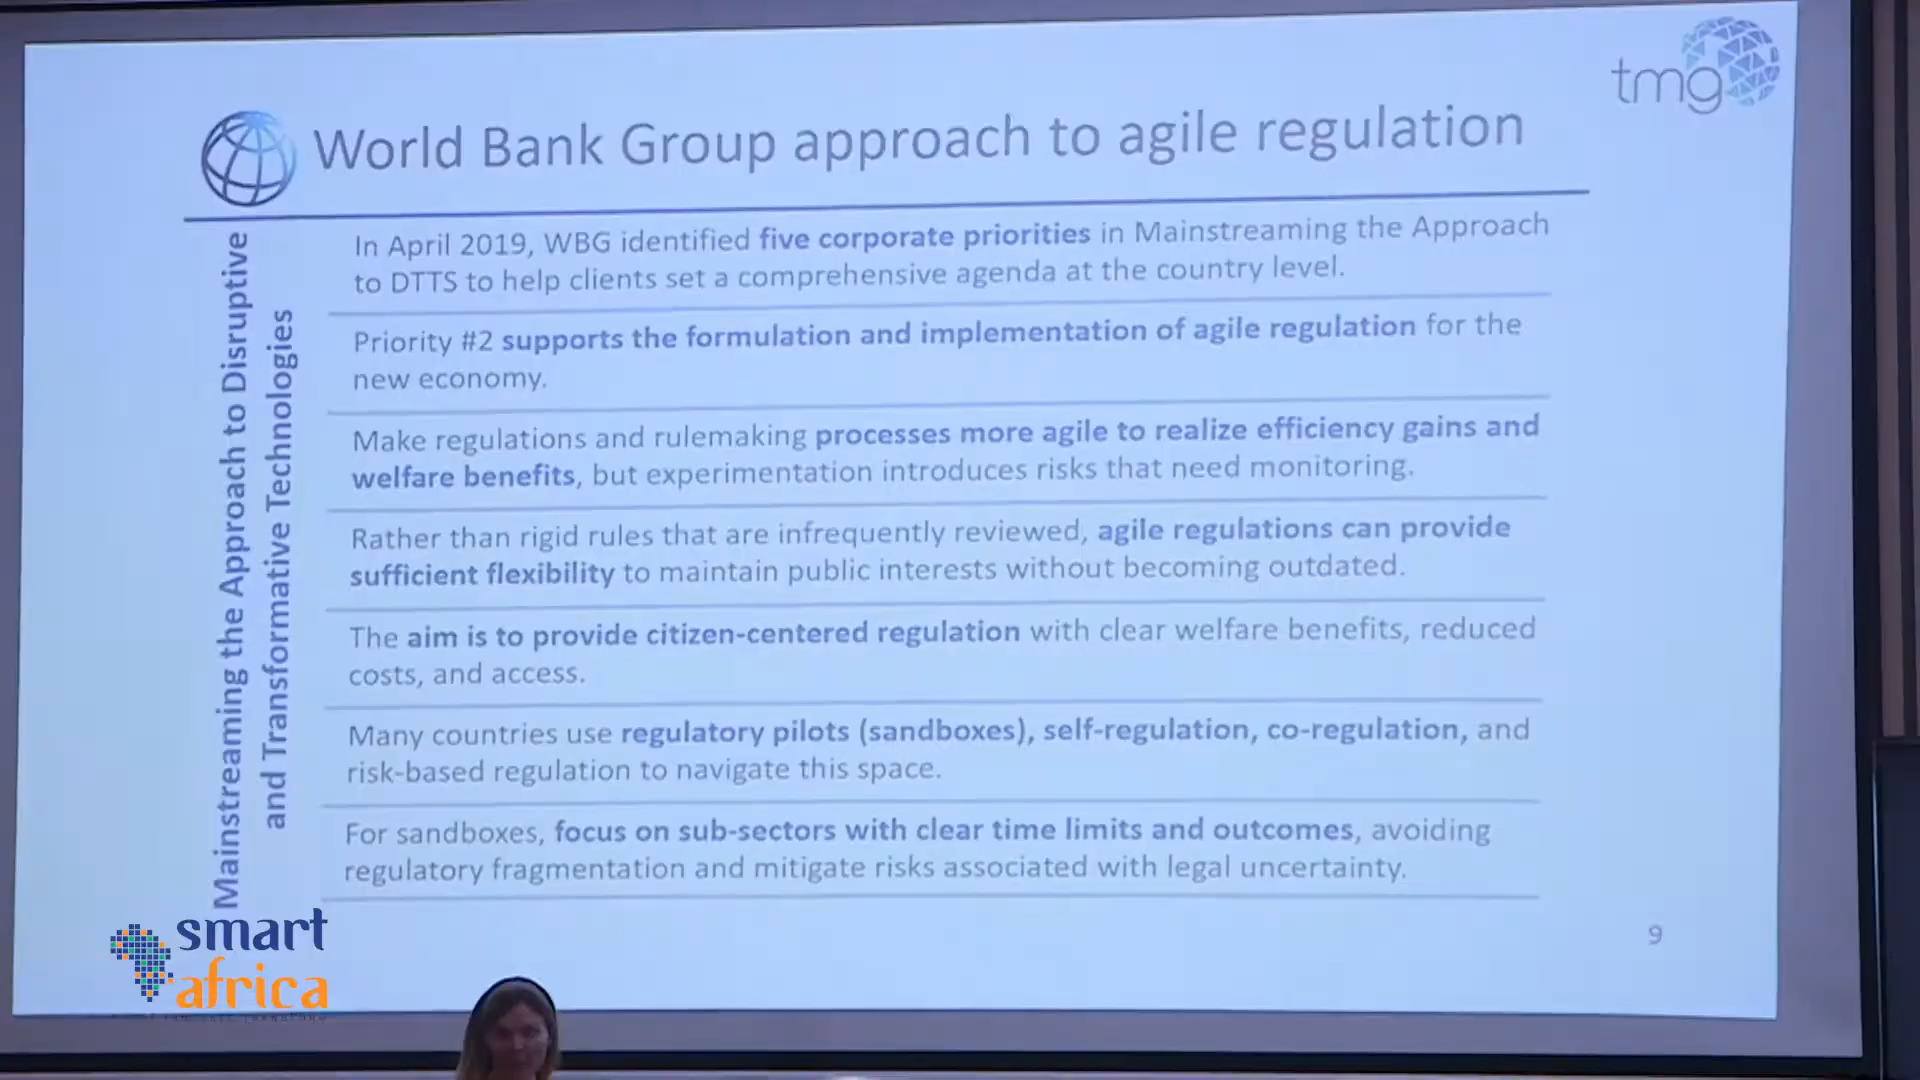 tmg
World Bank Group approach to agile regulation
Mainstreaming the Approach to Disruptive
and Transformative Technologies
In April 2019, WBG identified five corporate priorities in Mainstreaming the Approach
to DTTS to help clients set a comprehensive agenda at the country level.
Priority #2 supports the formulation and implementation of agile regulation for the
new economy.
Make regulations and rulemaking processes more agile to realize efficiency gains and
welfare benefits, but experimentation introduces risks that need monitoring.
Rather than rigid rules that are infrequently reviewed, agile regulations can provide
sufficient flexibility to maintain public interests without becoming outdated.
The aim is to provide citizen-centered regulation with clear welfare benefits, reduced
costs, and access.
Many countries use regulatory pilots (sandboxes), self-regulation, co-regulation, and
risk-based regulation to navigate this space.
For sandboxes, focus on sub-sectors with clear time limits and outcomes, avoiding
regulatory fragmentation and mitigate risks associated with legal uncertainty.
9
smart
africa